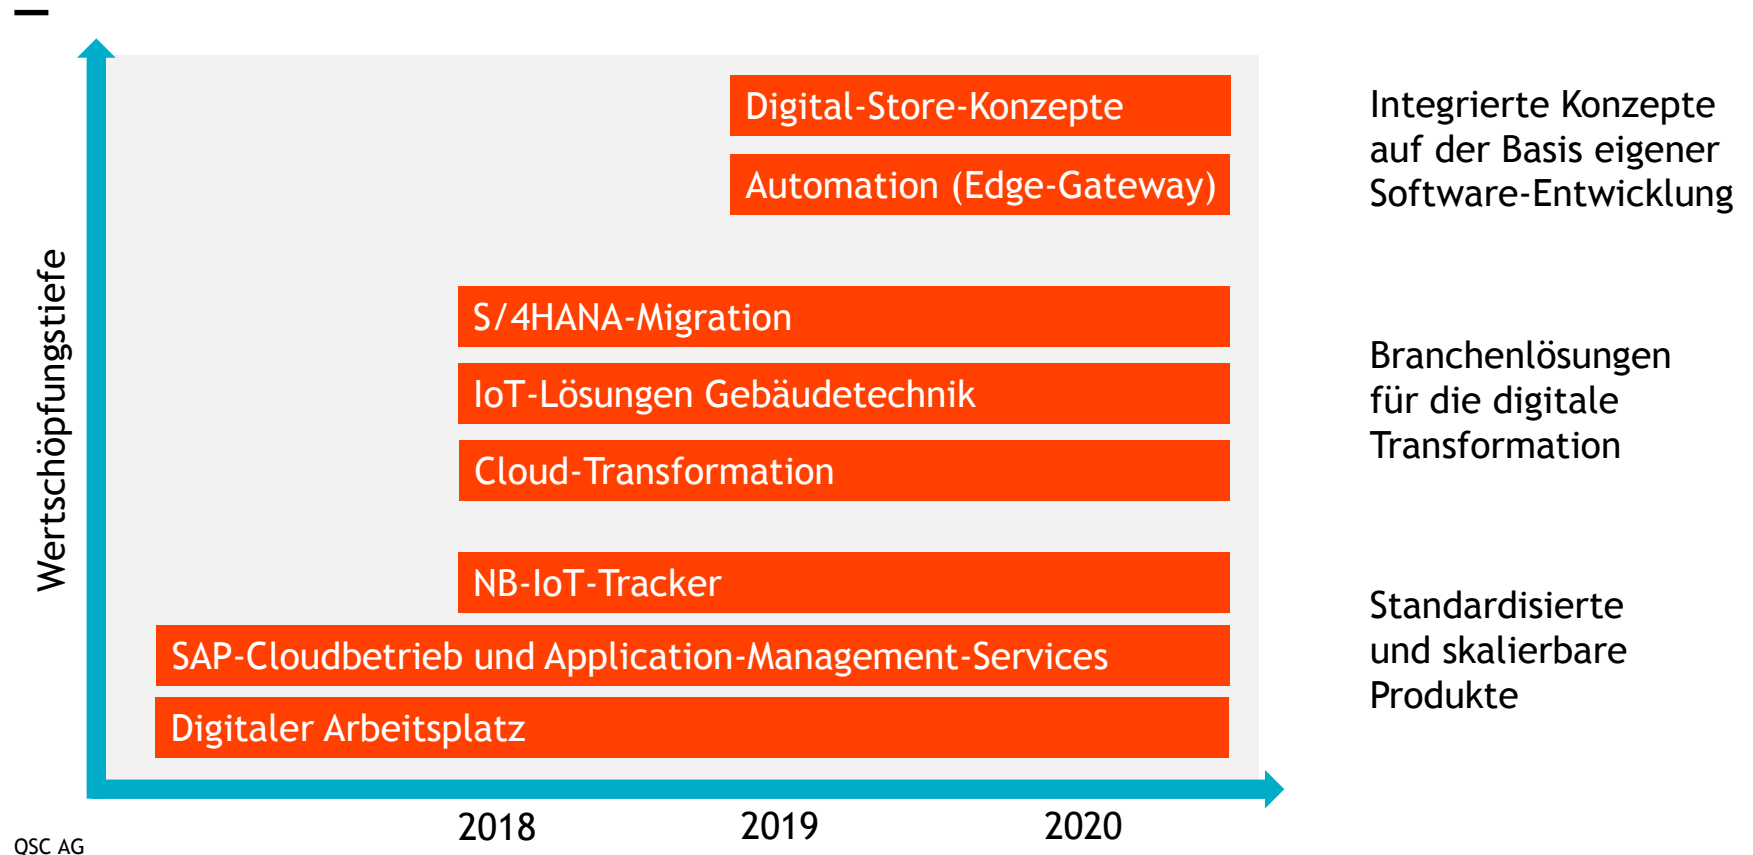 Digital-Store-Konzepte
Automation (Edge-Gateway)
Integrierte Konzepte
auf der Basis eigener
Software-Entwicklung
Wertschöpfungstiefe
S/4HANA-Migration
IoT-Lösungen Gebäudetechnik
Cloud-Transformation
Branchenlösungen
für die digitale
Transformation
NB-IoT-Tracker
SAP-Cloudbetrieb und Application-Management-Services
Digitaler Arbeitsplatz
Standardisierte
und skalierbare
Produkte
2018
2019
2020
QSC AG